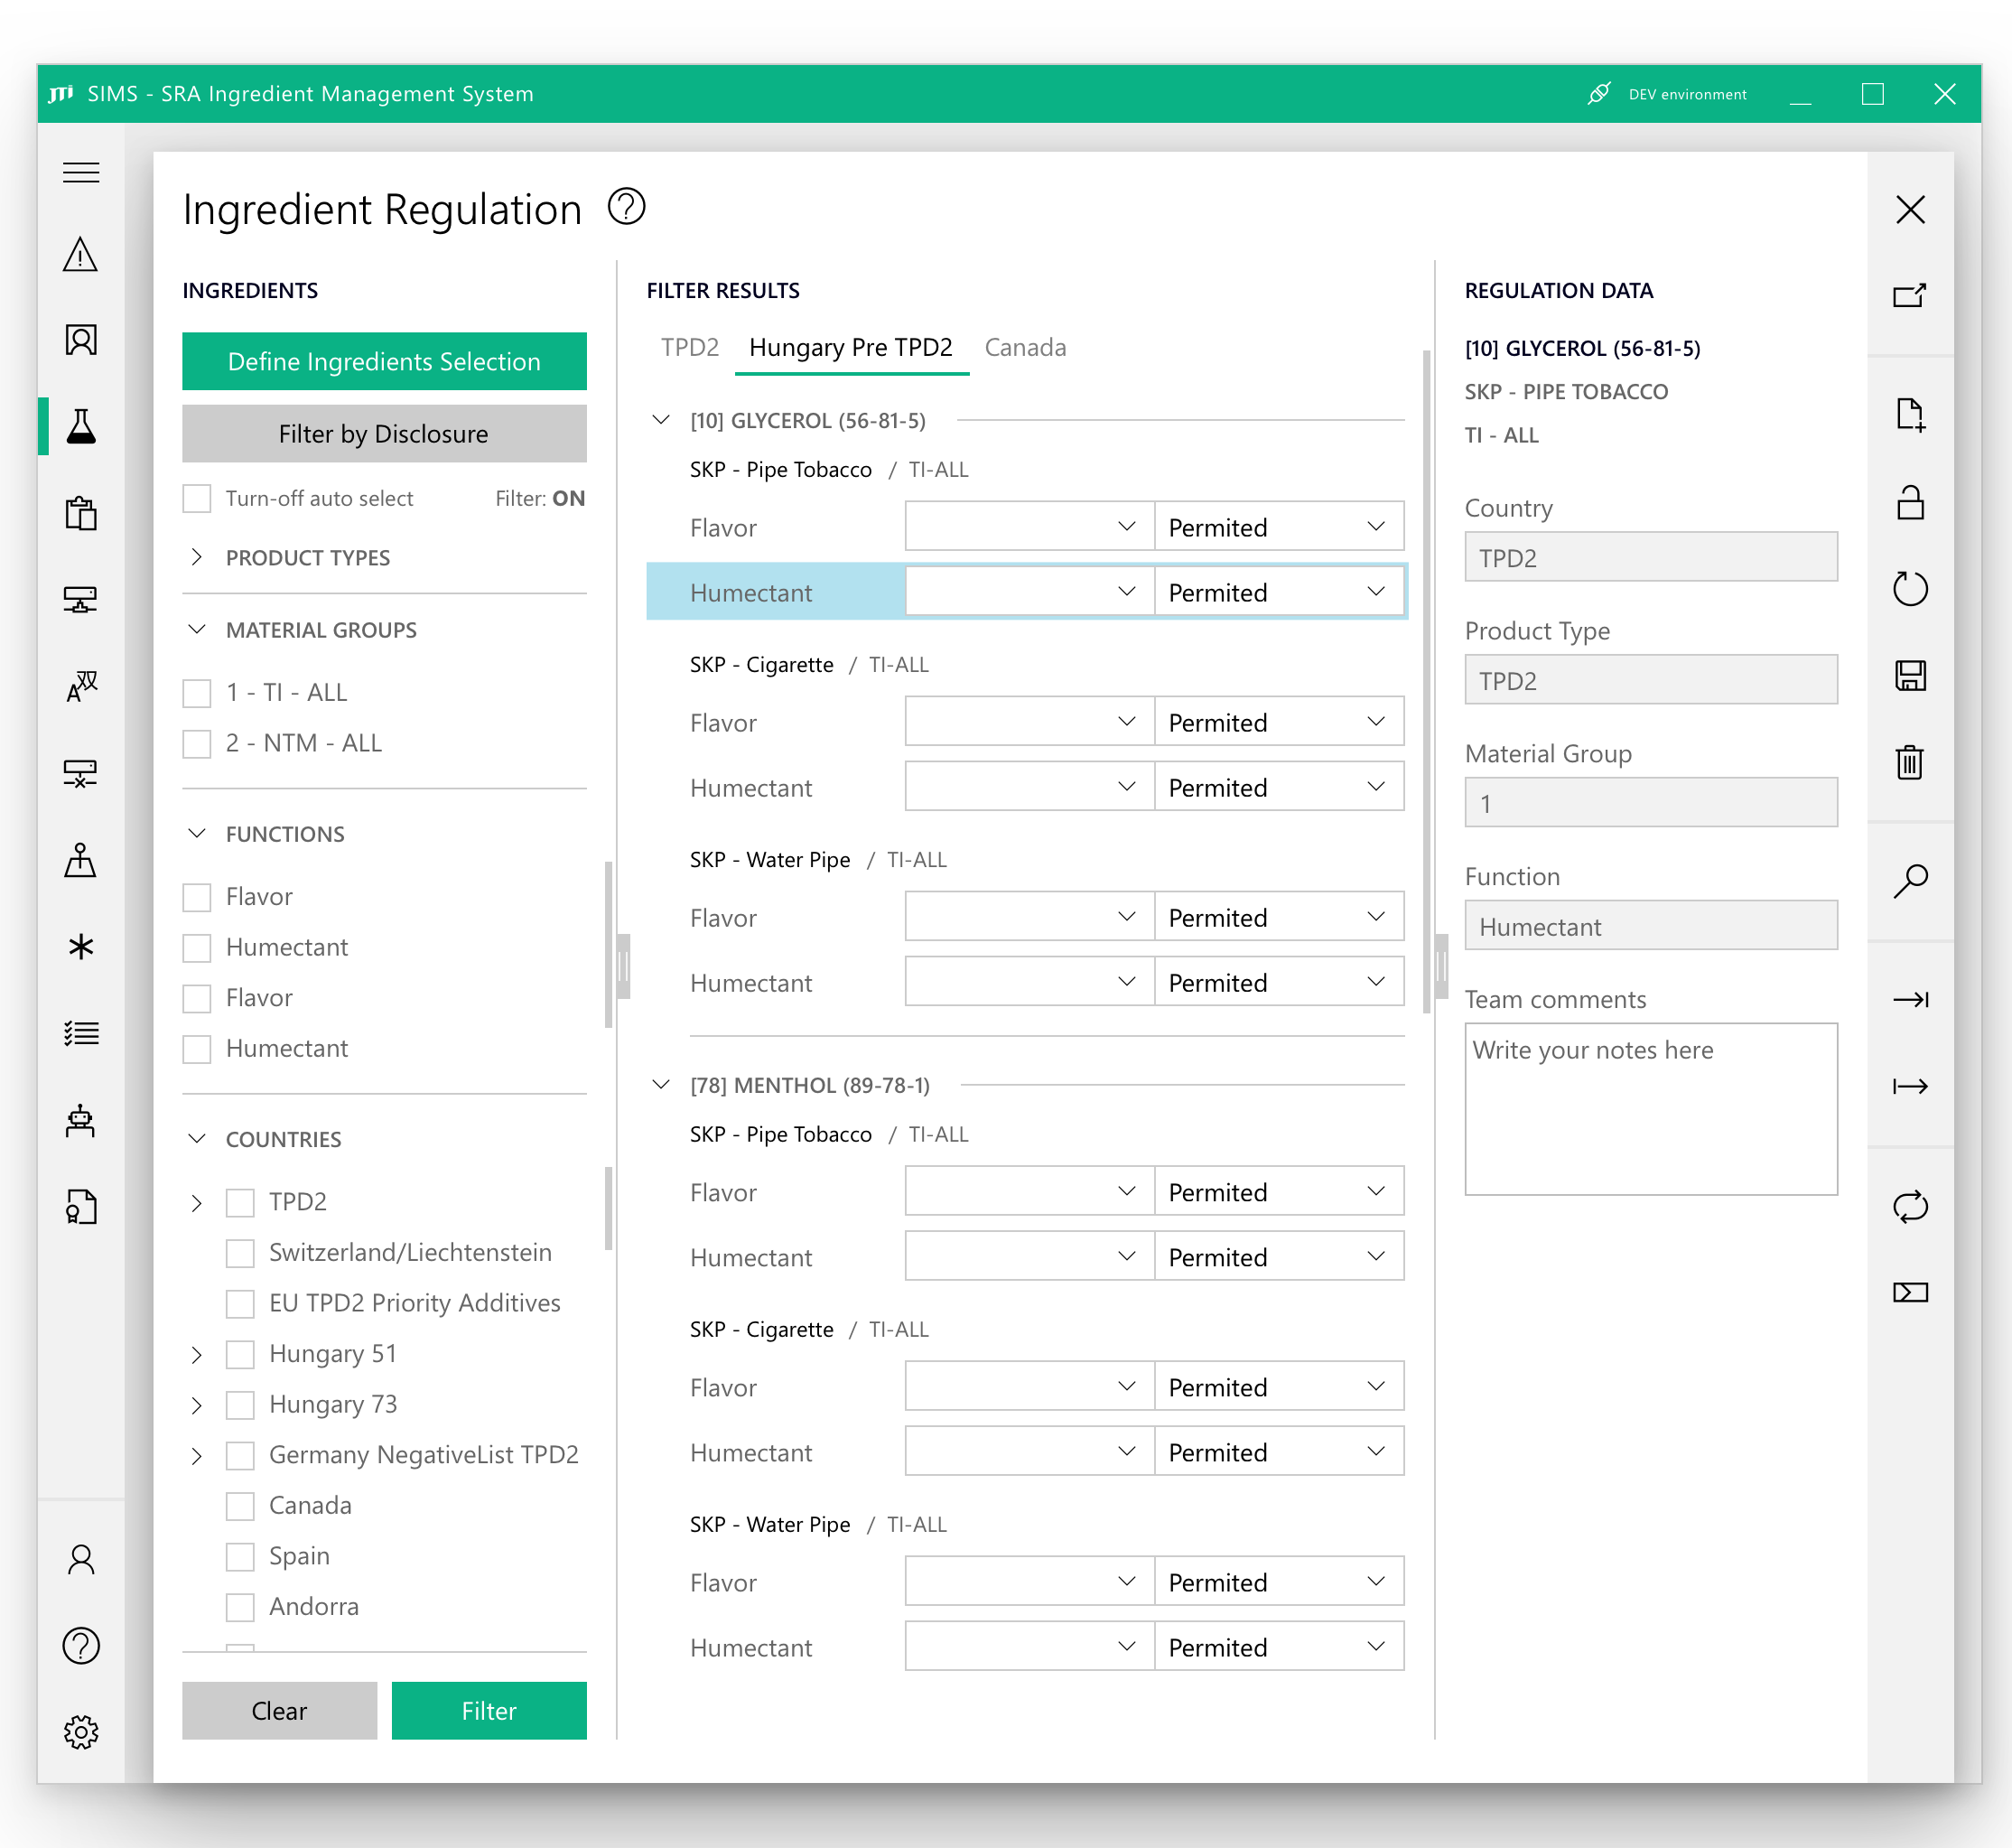 JTi SIMS - SRA Ingredient Management System
DEV environment
Ingredient Regulation
INGREDIENTS
Define Ingredients Selection
Filter by Disclosure
Turn-off auto select
Filter: ON
PRODUCT TYPES
MATERIAL GROUPS
1 - TI - ALL
2 - NTM - ALL
FUNCTIONS
Flavor
Humectant
Flavor
Humectant
COUNTRIES
TPD2
Switzerland/Liechtenstein
EU TPD2 Priority Additives
Hungary 51
Hungary 73
Germany NegativeList TPD2
Canada
Spain
Andorra
Clear
Filter
FILTER RESULTS
TPD2 Hungary Pre TPD2 Canada
[10] GLYCEROL (56-81-5)
SKP - Pipe Tobacco / TI-ALL
Flavor Permited
Humectant Permited
SKP - Cigarette / TI-ALL
Flavor Permited
Humectant Permited
SKP - Water Pipe / TI-ALL
Flavor Permited
Humectant Permited
[78] MENTHOL (89-78-1)
SKP - Pipe Tobacco / TI-ALL
Flavor Permited
Humectant Permited
SKP - Cigarette / TI-ALL
Flavor Permited
Humectant Permited
SKP - Water Pipe / TI-ALL
Flavor Permited
Humectant Permited
REGULATION DATA
[10] GLYCEROL (56-81-5)
SKP - PIPE TOBACCO
TI - ALL
Country
TPD2
Product Type
TPD2
Material Group
1
Function
Humectant
Team comments
Write your notes here